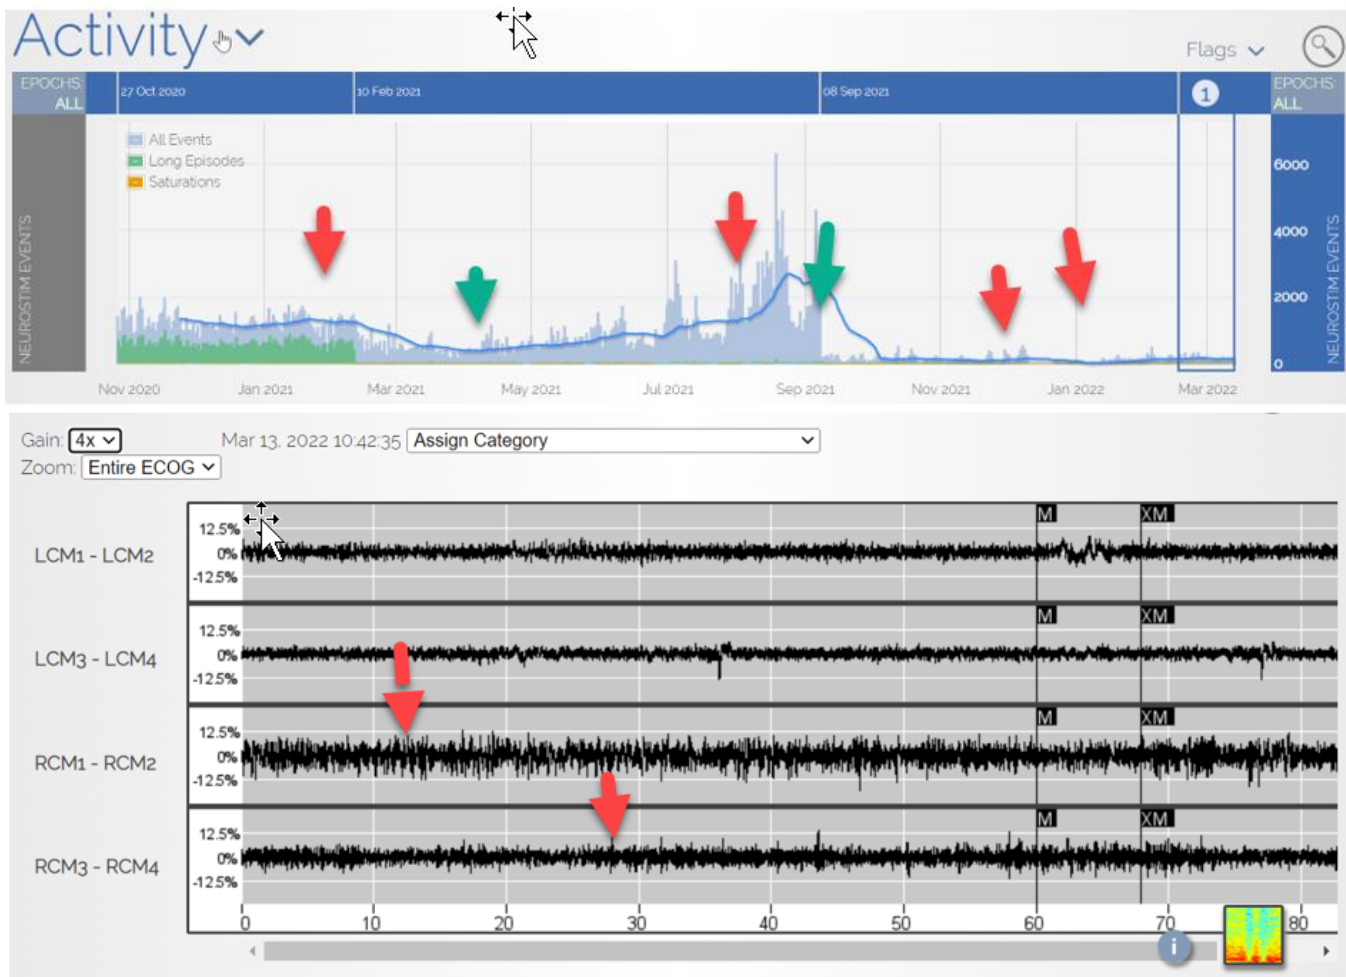 Activity
Flags
EPOCHS:
ALL
27 Oct 2020
10 Feb 2021
08 Sep 2021
1
EPOCHS:
ALL
All Events
Long Episodes
Saturations
NEUROSTIM EVENTS
6000
4000
2000
0
NEUROSTIM EVENTS
Nov 2020 Jan 2021 Mar 2021 May 2021 Jul 2021 Sep 2021 Nov 2021 Jan 2022 Mar 2022
Gain: 4x Mar 13, 2022 10:42:35 Assign Category
Zoom: Entire ECOG
M XM
12.5%
LCM1 - LCM2 0%
-12.5%
M XM
12.5%
LCM3 - LCM4 0%
-12.5%
M XM
12.5%
RCM1 - RCM2 0%
-12.5%
M XM
12.5%
RCM3 - RCM4 0%
-12.5%
0 10 20 30 40 50 60 70 80
i